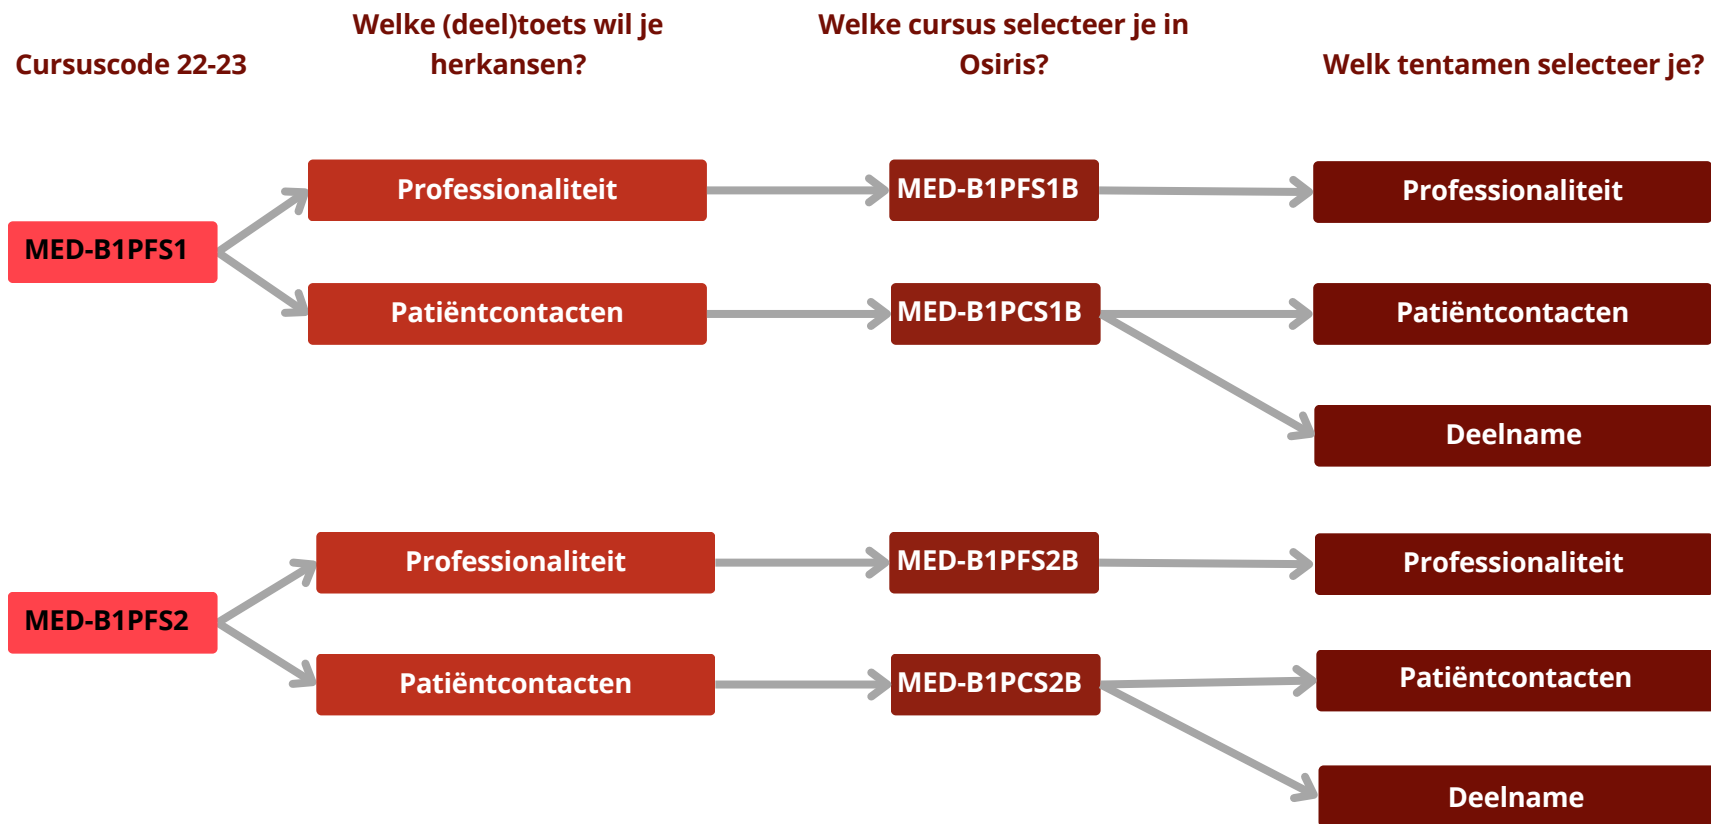 Cursuscode 22-23
Welke (deel)toets wil je
herkansen?
Welke cursus selecteer je in
Osiris?
Welk tentamen selecteer je?
MED-B1PFS1
Professionaliteit
MED-B1PFS1B
Professionaliteit
Patiëntcontacten
MED-B1PCS1B
Patiëntcontacten
Deelname
MED-B1PFS2
Professionaliteit
MED-B1PFS2B
Professionaliteit
Patiëntcontacten
MED-B1PCS2B
Patiëntcontacten
Deelname